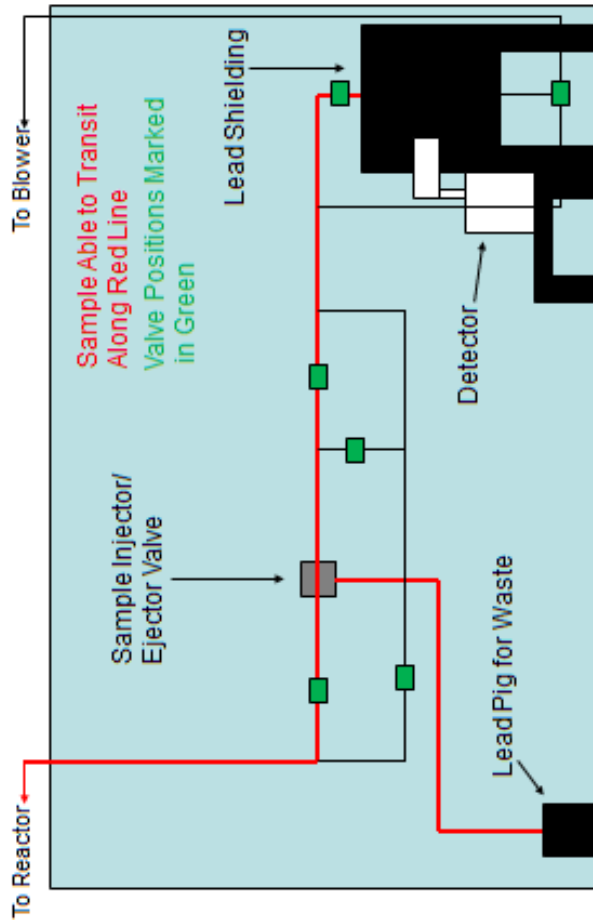 To Reactor
To Blower
Sample Injector/
Ejector Valve
Sample Able to Transit
Along Red Line
Valve Positions Marked
in Green
Lead Shielding
Lead Pig for Waste
Detector